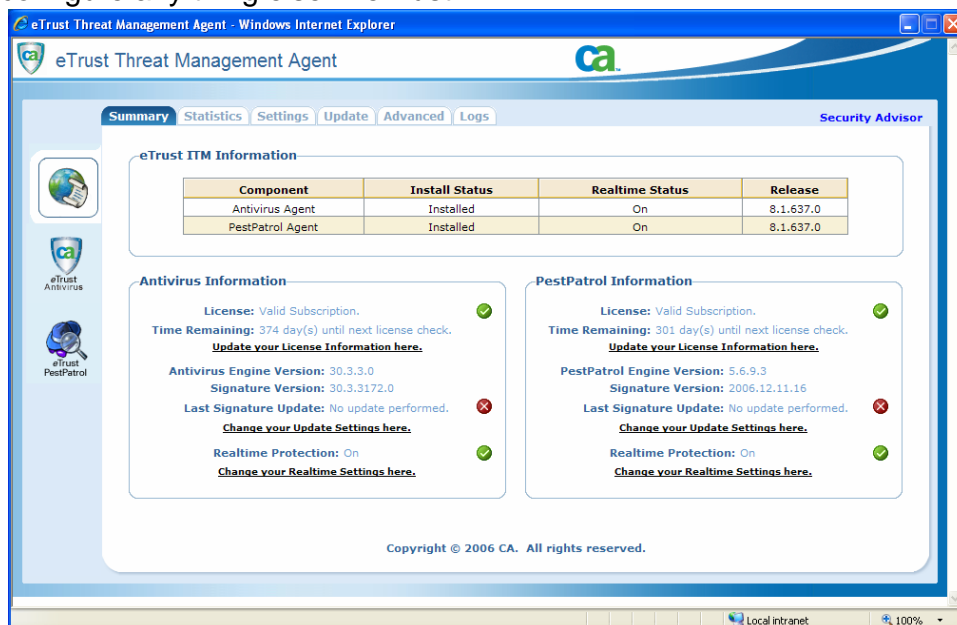 eTrust Threat Management Agent - Windows Internet Explorer
eTrust Threat Management Agent
ca
Summary Statistics Settings Update Advanced Logs Security Advisor
eTrust ITM Information
Component Install Status Realtime Status Release
Antivirus Agent Installed On 8.1.637.0
PestPatrol Agent Installed On 8.1.637.0
eTrust
Antivirus
eTrust
PestPatrol
Antivirus Information
License: Valid Subscription.
Time Remaining: 374 day(s) until next license check.
Update your License Information here.
Antivirus Engine Version: 30.3.3.0
Signature Version: 30.3.3172.0
Last Signature Update: No update performed.
Change your Update Settings here.
Realtime Protection: On
Change your Realtime Settings here.
PestPatrol Information
License: Valid Subscription.
Time Remaining: 301 day(s) until next license check.
Update your License Information here.
PestPatrol Engine Version: 5.6.9.3
Signature Version: 2006.12.11.16
Last Signature Update: No update performed.
Change your Update Settings here.
Realtime Protection: On
Change your Realtime Settings here.
Copyright © 2006 CA. All rights reserved.
Local intranet 100%